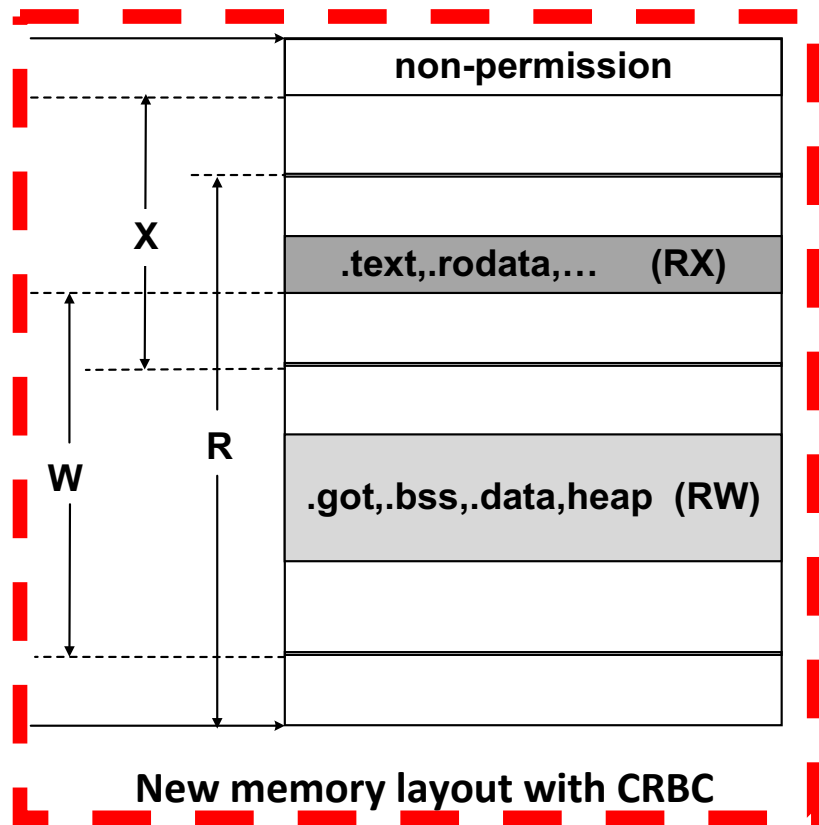 non-permission
X
.text,.rodata,... (RX)
R
W
.got,.bss,.data,heap (RW)
New memory layout with CRBC